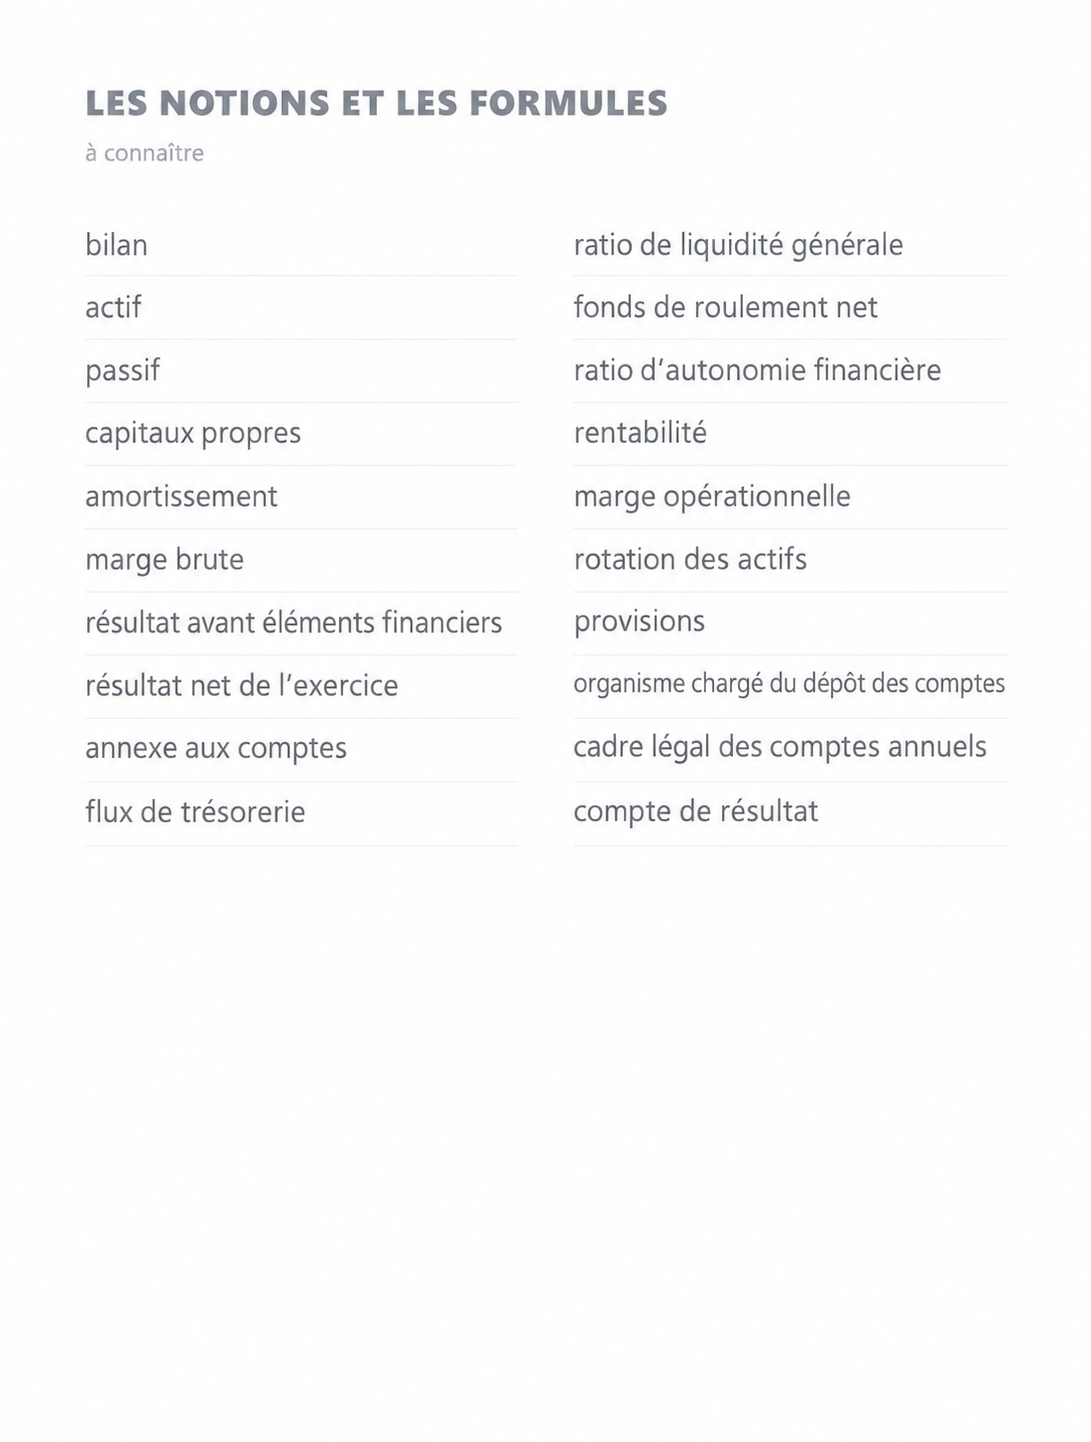 LES NOTIONS ET LES FORMULES
à connaître
bilan
actif
passif
capitaux propres
amortissement
marge brute
résultat avant éléments financiers
résultat net de l’exercice
annexe aux comptes
flux de trésorerie
ratio de liquidité générale
fonds de roulement net
ratio d’autonomie financière
rentabilité
marge opérationnelle
rotation des actifs
provisions
organisme chargé du dépôt des comptes
cadre légal des comptes annuels
compte de résultat